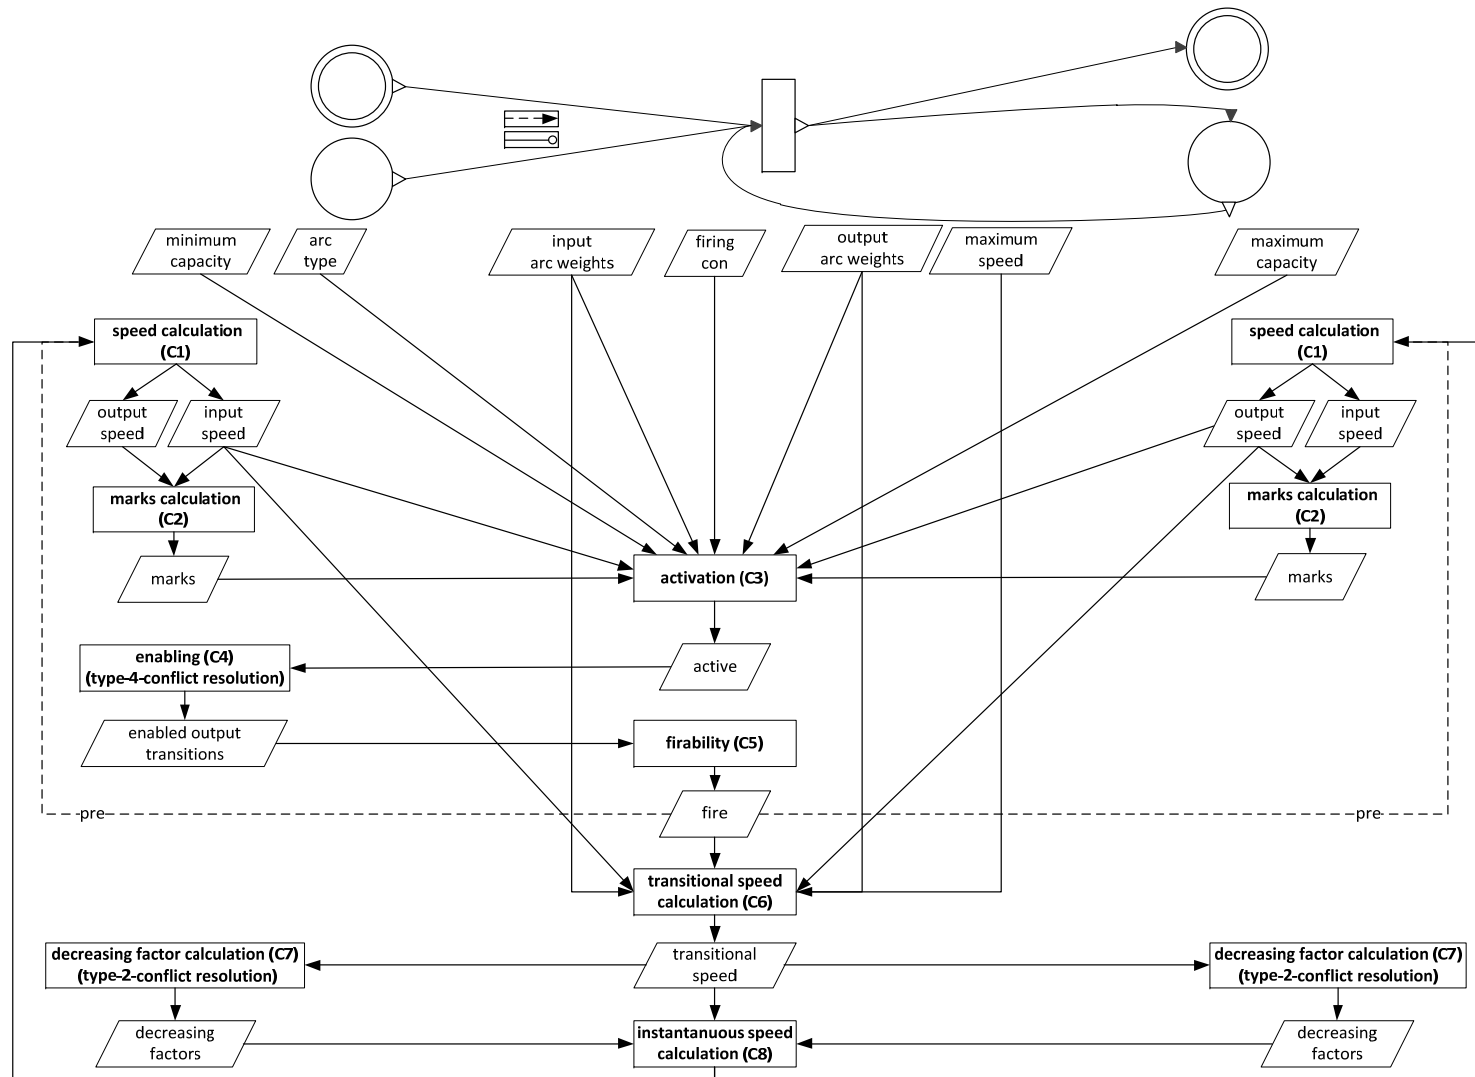 minimum
capacity
arc
type
input
arc weights
firing
con
output
arc weights
maximum
speed
maximum
capacity
speed calculation
(C1)
speed calculation
(C1)
output
speed
input
speed
output
speed
input
speed
marks calculation
(C2)
marks calculation
(C2)
marks
activation (C3)
marks
enabling (C4)
(type-4-conflict resolution)
active
enabled output
transitions
firability (C5)
pre
fire
pre
transitional speed
calculation (C6)
decreasing factor calculation (C7)
(type-2-conflict resolution)
transitional
speed
decreasing factor calculation (C7)
(type-2-conflict resolution)
decreasing
factors
instantanuous speed
calculation (C8)
decreasing
factors